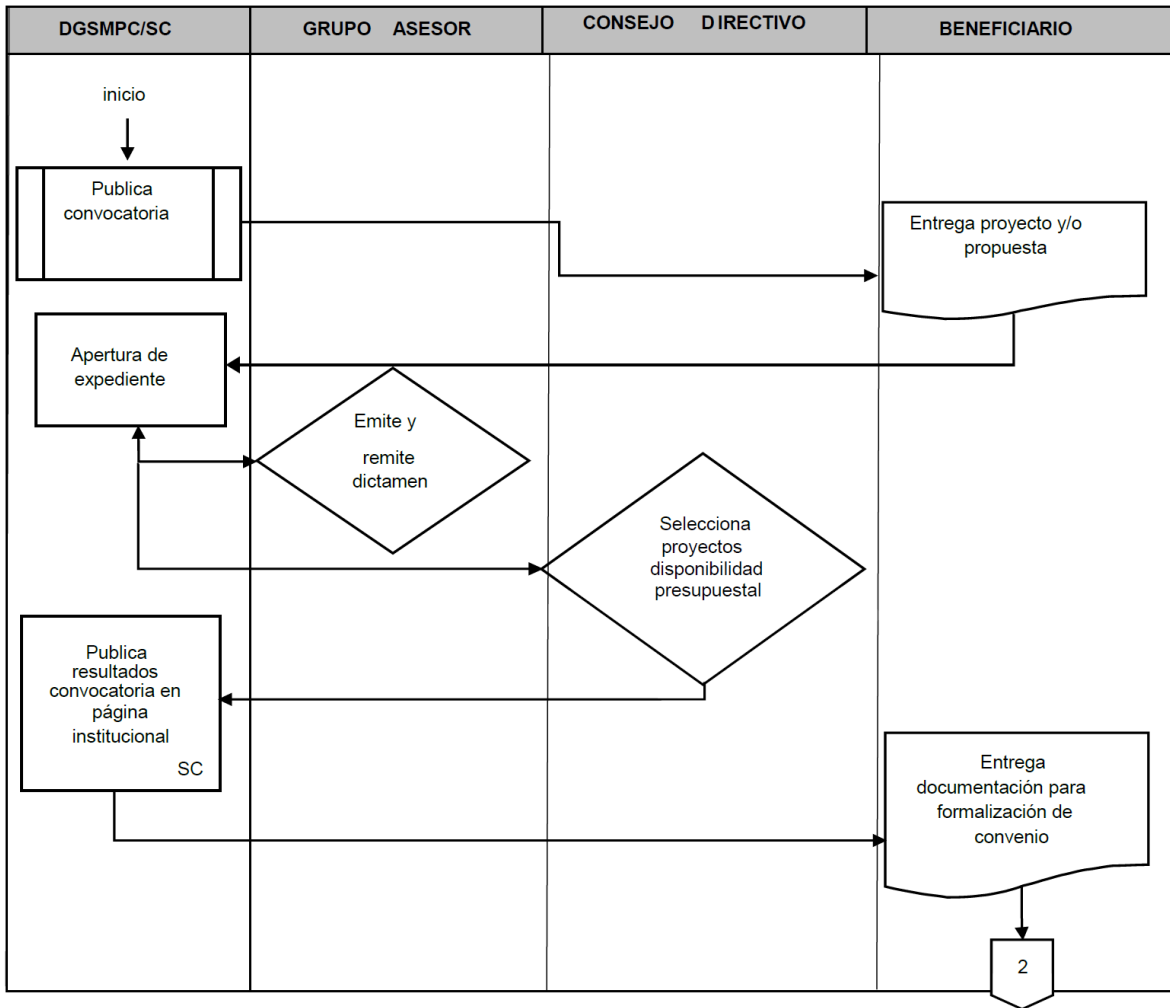 DGSMPC/SC
GRUPO ASESOR
CONSEJO DIRECTIVO
BENEFICIARIO
inicio
Publica
convocatoria
Entrega proyecto y/o
propuesta
Apertura de
expediente
Emite y
remite
dictamen
Selecciona
proyectos
disponibilidad
presupuestal
Publica
resultados
convocatoria en
página
institucional
SC
Entrega
documentación para
formalización de
convenio
2